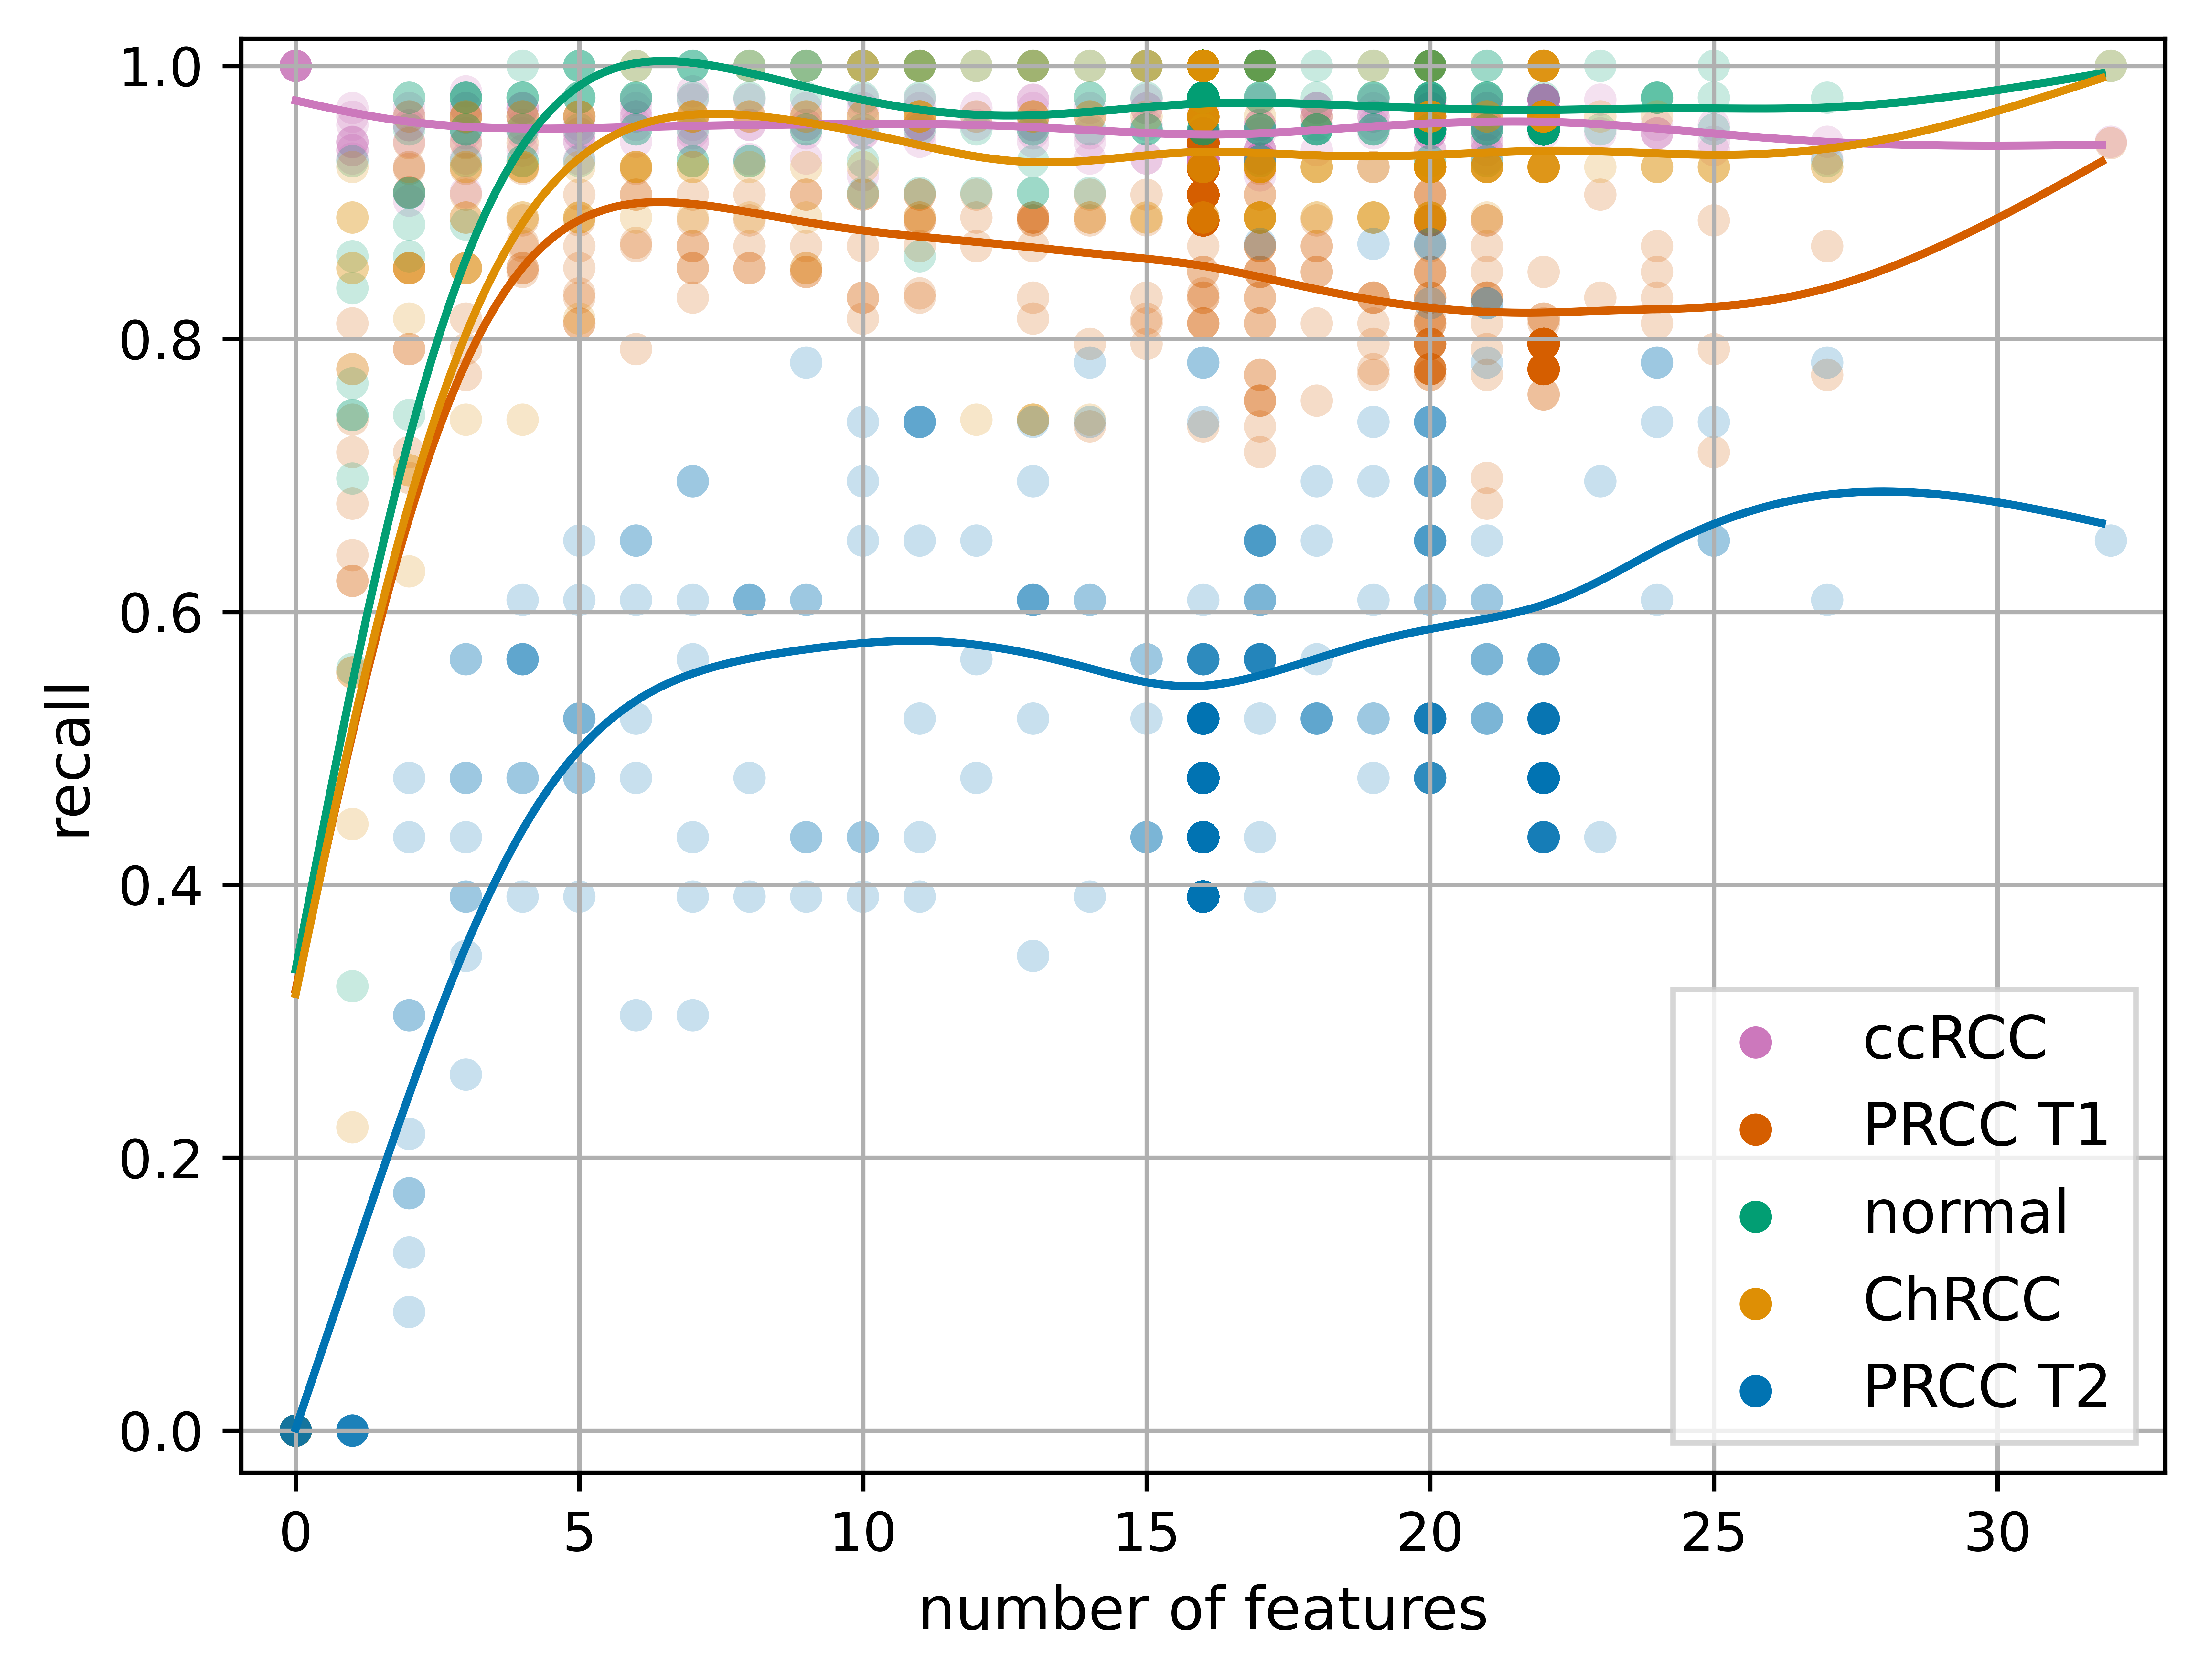 1.0
0.8
0.6
0.4
0.2
0.0
recall
ccRCC
PRCC T1
normal
ChRCC
PRCC T2
0 5 10 15 20 25 30
number of features